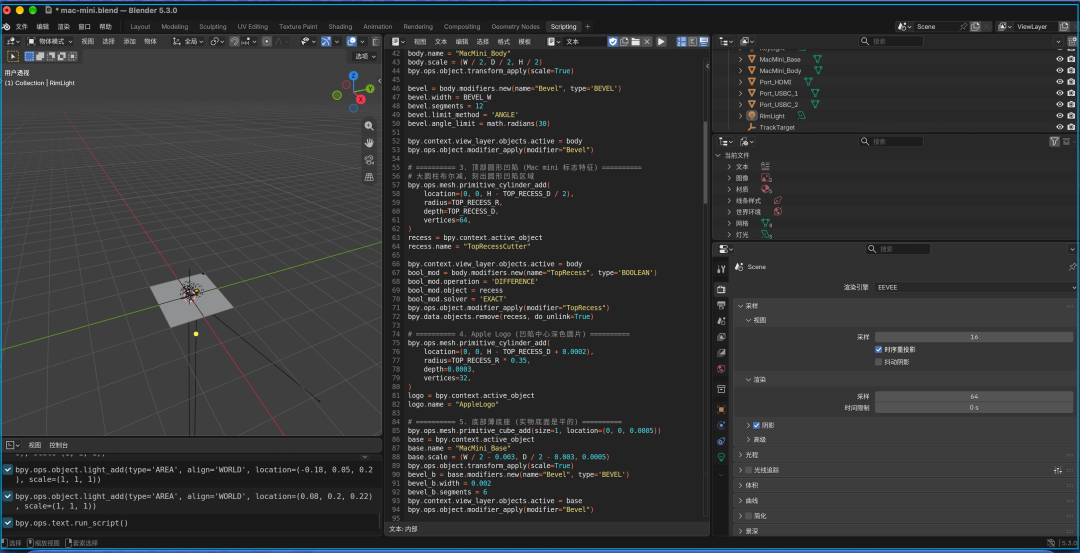 * mac-mini.blend — Blender 5.3.0
文件 编辑 渲染 窗口 帮助 Layout Modeling Sculpting UV Editing Texture Paint Shading Animation Rendering Compositing Geometry Nodes Scripting + Scene ViewLayer
物体模式 视图 选择 添加 物体 全局
选项
用户透视
(1) Collection | RimLight
Z
Y
X
视图 文本 编辑 选择 格式 模板 文本
42 body.name = "MacMini_Body"
43 body.scale = (W / 2, D / 2, H / 2)
44 bpy.ops.object.transform_apply(scale=True)
45
46 bevel = body.modifiers.new(name="Bevel", type='BEVEL')
47 bevel.width = BEVEL_W
48 bevel.segments = 12
49 bevel.limit_method = 'ANGLE'
50 bevel.angle_limit = math.radians(30)
51
52 bpy.context.view_layer.objects.active = body
53 bpy.ops.object.modifier_apply(modifier="Bevel")
54
55 # ========== 3. 顶部圆形凹陷 (Mac mini 标志特征) ==========
56 # 大圆柱布尔减, 刻出圆形凹陷区域
57 bpy.ops.mesh.primitive_cylinder_add(
58 location=(0, 0, H - TOP_RECESS_D / 2),
59 radius=TOP_RECESS_R,
60 depth=TOP_RECESS_D,
61 vertices=64,
62 )
63 recess = bpy.context.active_object
64 recess.name = "TopRecessCutter"
65
66 bpy.context.view_layer.objects.active = body
67 bool_mod = body.modifiers.new(name="TopRecess", type='BOOLEAN')
68 bool_mod.operation = 'DIFFERENCE'
69 bool_mod.object = recess
70 bool_mod.solver = 'EXACT'
71 bpy.ops.object.modifier_apply(modifier="TopRecess")
72 bpy.data.objects.remove(recess, do_unlink=True)
73
74 # ========== 4. Apple Logo (凹陷中心深色圆片) ==========
75 bpy.ops.mesh.primitive_cylinder_add(
76 location=(0, 0, H - TOP_RECESS_D + 0.0002),
77 radius=TOP_RECESS_R * 0.35,
78 depth=0.0003,
79 vertices=32,
80 )
81 logo = bpy.context.active_object
82 logo.name = "AppleLogo"
83
84 # ========== 5. 底部薄底座 (实物底面是平的) ==========
85 bpy.ops.mesh.primitive_cube_add(size=1, location=(0, 0, 0.0005))
86 base = bpy.context.active_object
87 base.name = "MacMini_Base"
88 base.scale = (W / 2 - 0.003, D / 2 - 0.003, 0.0005)
89 bpy.ops.object.transform_apply(scale=True)
90 bevel_b = base.modifiers.new(name="Bevel", type='BEVEL')
91 bevel_b.width = 0.002
92 bevel_b.segments = 6
93 bpy.context.view_layer.objects.active = base
94 bpy.ops.object.modifier_apply(modifier="Bevel")
95
文本: 内部
视图 控制台
bpy.ops.object.light_add(type='AREA', align='WORLD', location=(-0.18, 0.05, 0.2
), scale=(1, 1, 1))
bpy.ops.object.light_add(type='AREA', align='WORLD', location=(0.08, 0.2, 0.22)
, scale=(1, 1, 1))
bpy.ops.text.run_script()
搜索
MacMini_Base
MacMini_Body
Port_HDMI
Port_USBC_1
Port_USBC_2
RimLight
TrackTarget
搜索
当前文件
文本
图像
材质
线条样式
世界环境
网格
灯光
搜索
Scene
渲染引擎 EEVEE
采样
视图
采样 16
时序重投影
抖动阴影
渲染
采样 64
时间限制 0 s
阴影
高级
光程
光线追踪
体积
曲线
简化
景深
选择 缩放视图 套索选择 5.3.0